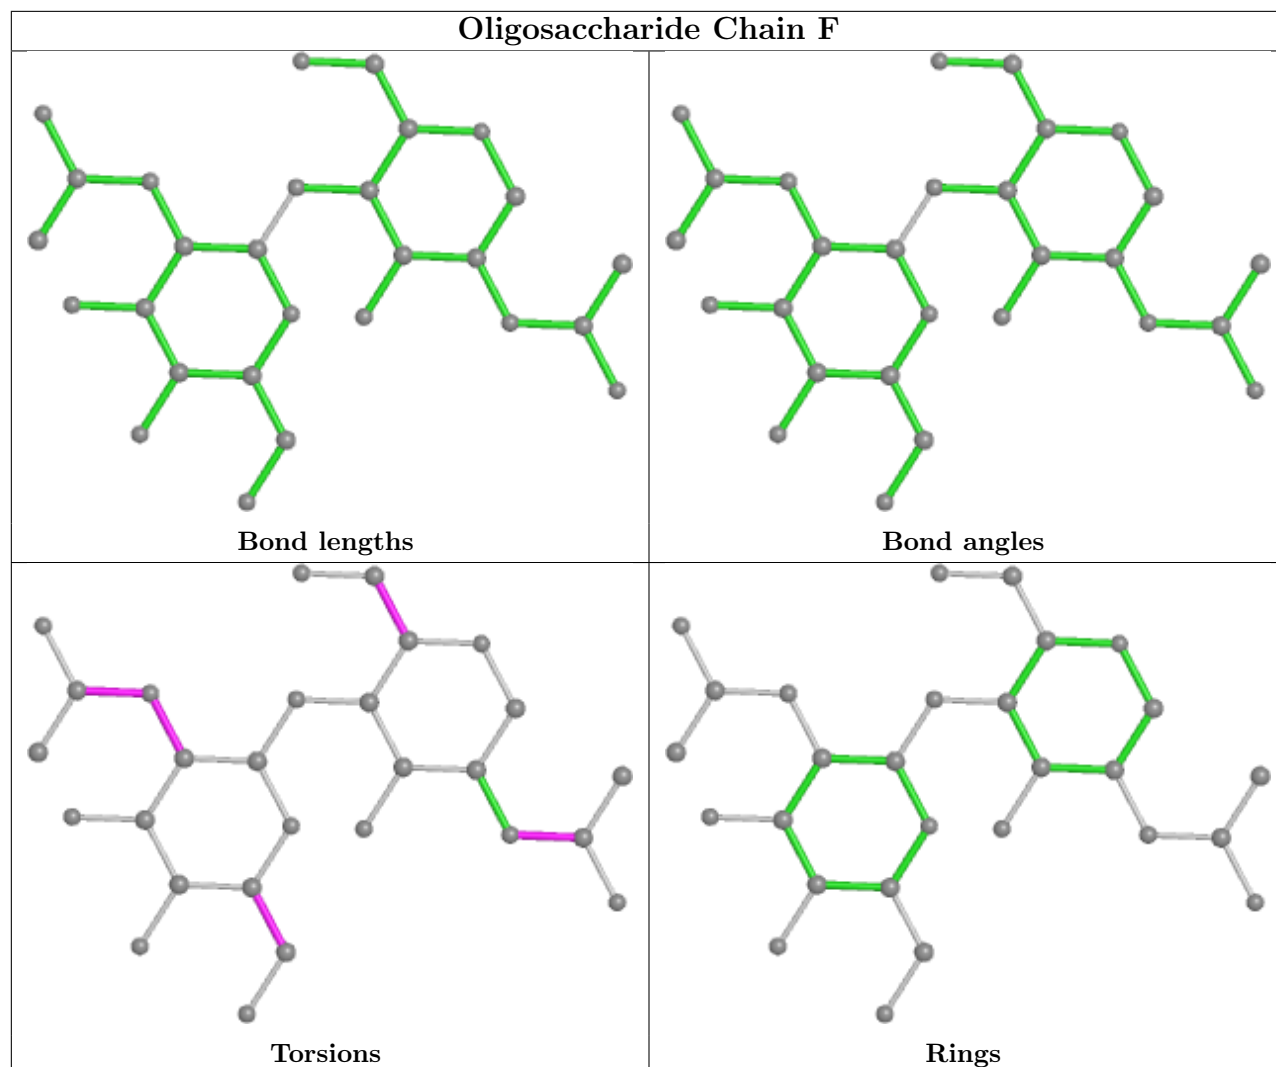 Oligosaccharide Chain F
Bond lengths
Bond angles
Torsions
Rings